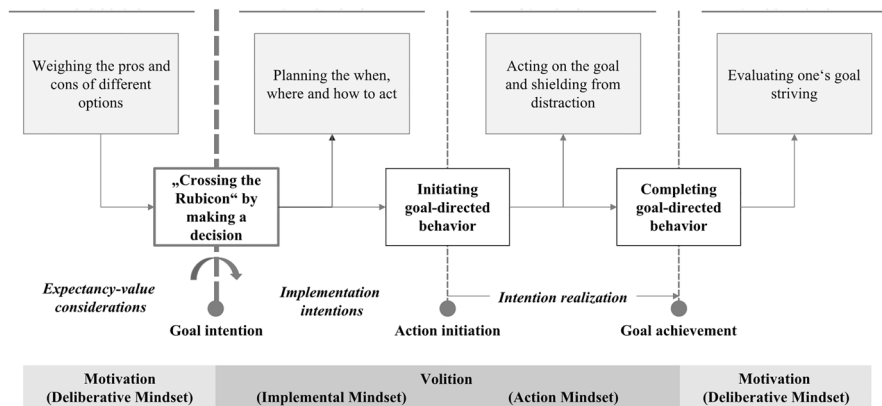 Weighing the pros and
cons of different
options
Planning the when,
where and how to act
Acting on the goal
and shielding from
distraction
Evaluating one‘s goal
striving
„Crossing the
Rubicon“ by
making a
decision
Initiating
goal-directed
behavior
Completing
goal-directed
behavior
Expectancy-value
considerations
Implementation
intentions
Intention realization
Goal intention
Action initiation
Goal achievement
Motivation
(Deliberative Mindset)
Volition
(Implemental Mindset)
(Action Mindset)
Motivation
(Deliberative Mindset)